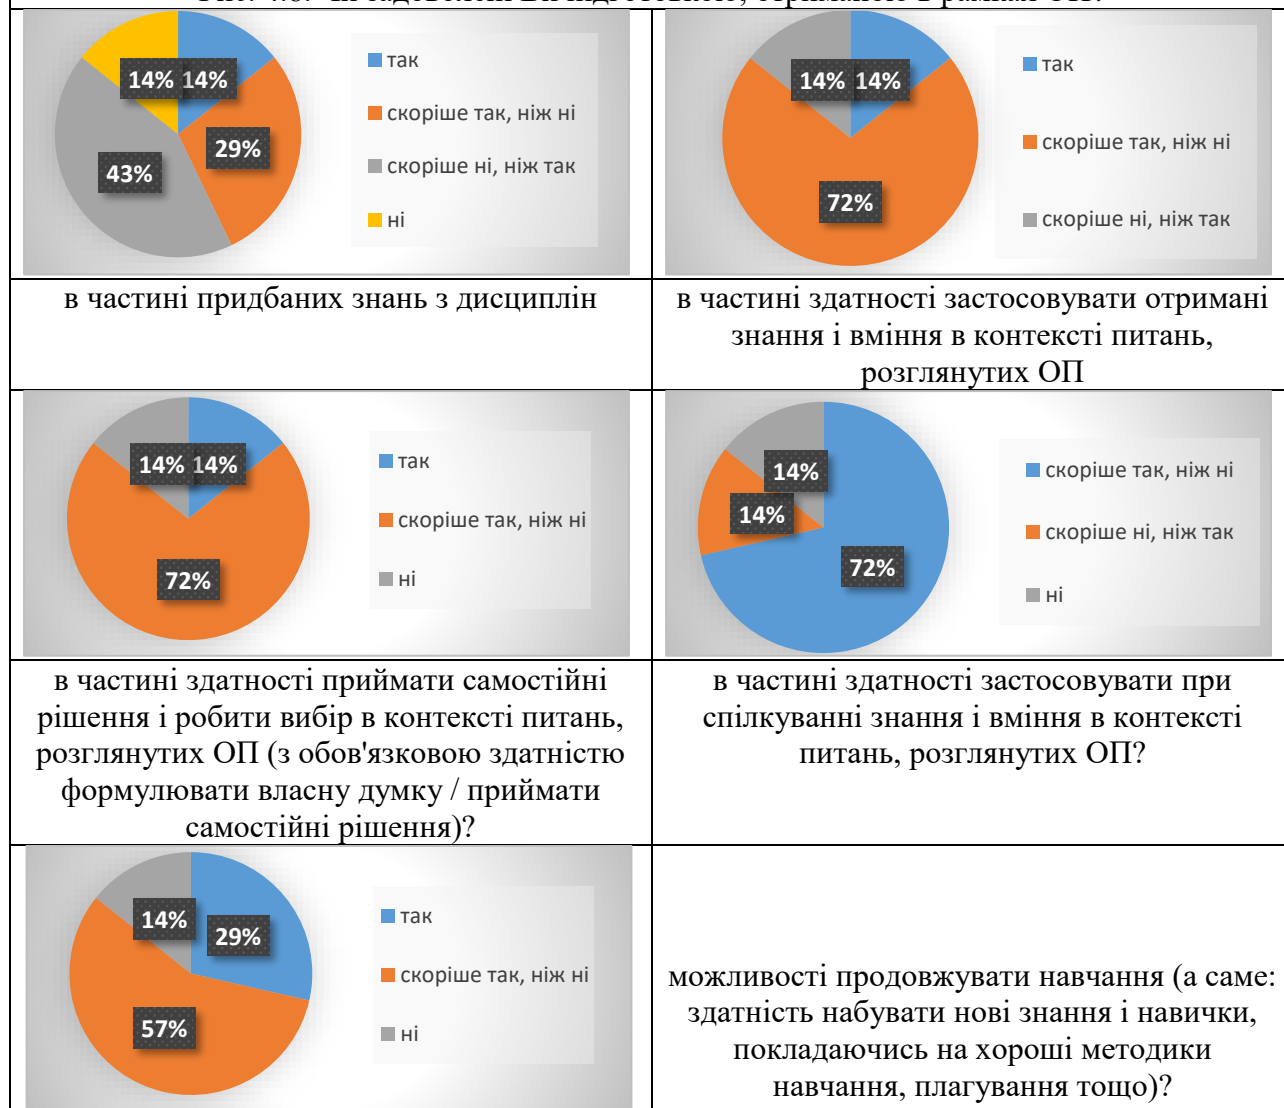 14% 14%
29%
43%
так
скоріше так, ніж ні
скоріше ні, ніж так
ні
14% 14%
72%
так
скоріше так, ніж ні
скоріше ні, ніж так
в частині придбаних знань з дисциплін
в частині здатності застосовувати отримані
знання і вміння в контексті питань,
розглянутих ОП
14% 14%
72%
так
скоріше так, ніж ні
ні
14%
14%
72%
скоріше так, ніж ні
скоріше ні, ніж так
ні
в частині здатності приймати самостійні
рішення і робити вибір в контексті питань,
розглянутих ОП (з обов'язковою здатністю
формулювати власну думку / приймати
самостійні рішення)?
в частині здатності застосовувати при
спілкуванні знання і вміння в контексті
питань, розглянутих ОП?
14%
29%
57%
так
скоріше так, ніж ні
ні
можливості продовжувати навчання (а саме:
здатність набувати нові знання і навички,
покладаючись на хороші методики
навчання, плагування тощо)?